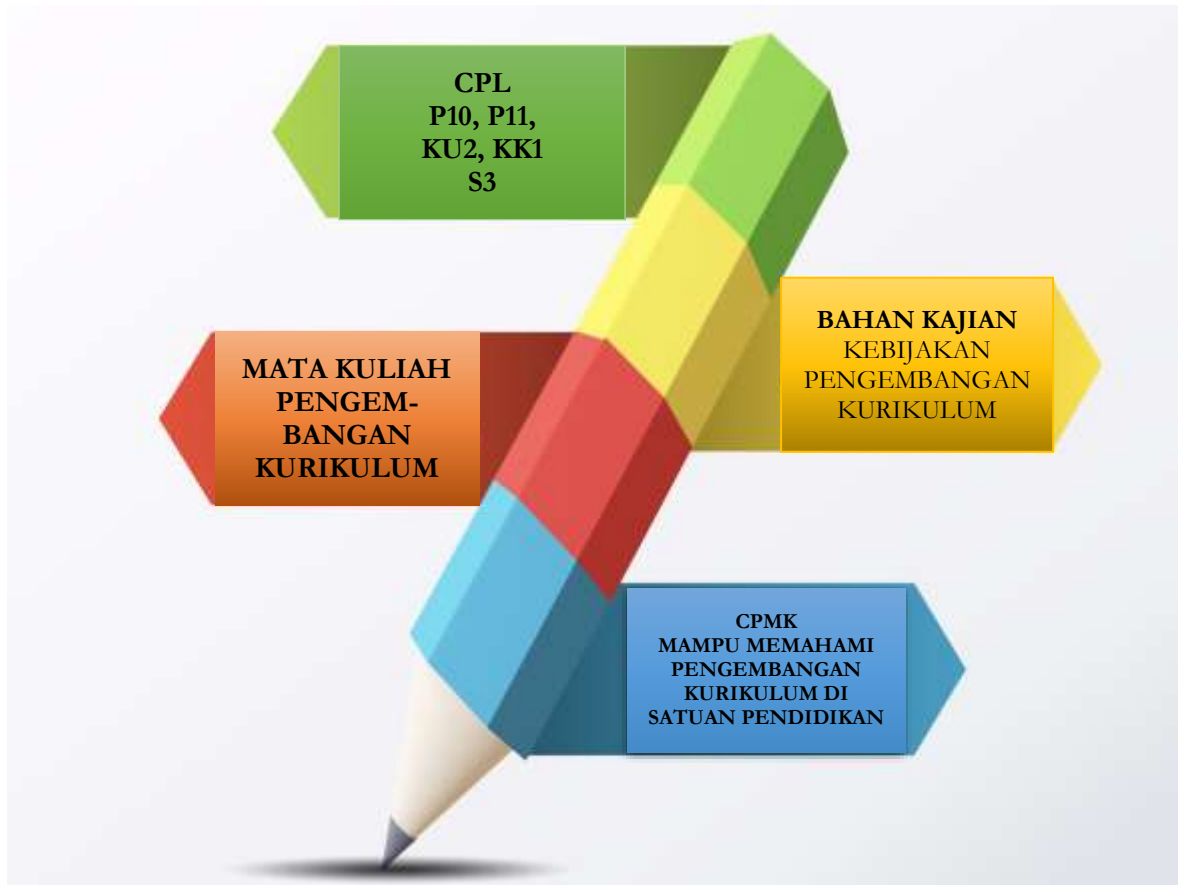 CPL
P10, P11,
KU2, KK1
S3
BAHAN KAJIAN
KEBIJAKAN
PENGEMBANGAN
KURIKULUM
MATA KULIAH
PENGEM-
BANGAN
KURIKULUM
CPMK
MAMPU MEMAHAMI
PENGEMBANGAN
KURIKULUM DI
SATUAN PENDIDIKAN